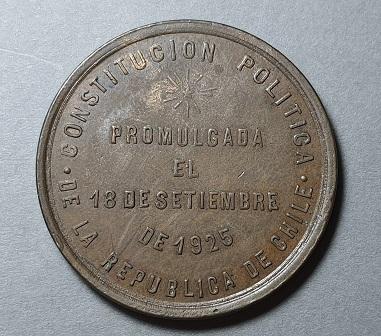 CONSTITUCION POLITICA
DE LA REPUBLICA DE CHILE
PROMULGADA
EL
18 DE SETIEMBRE
DE 1925